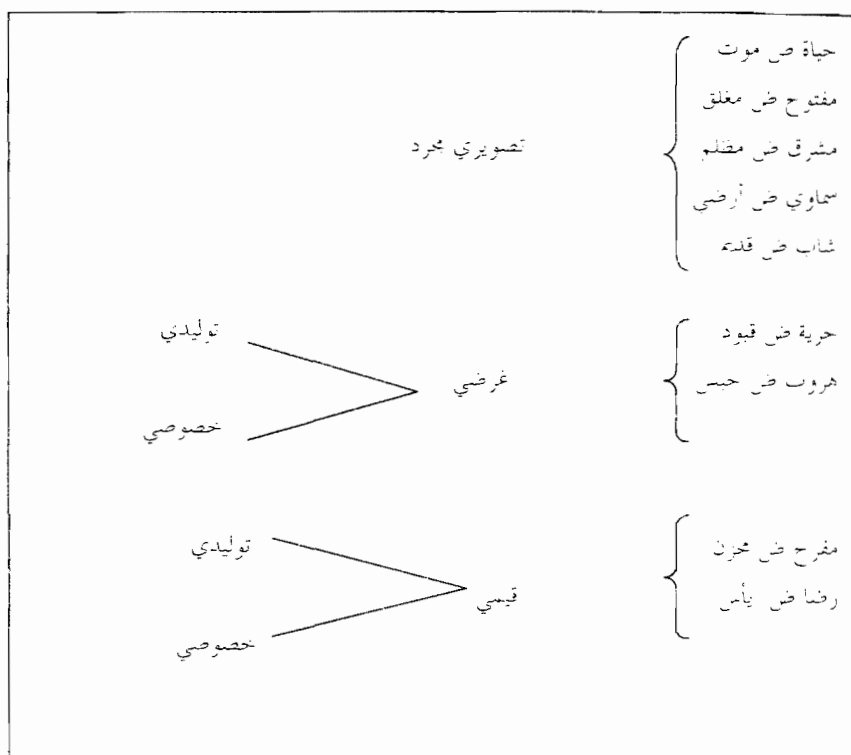 حياة ض موت
مفتوح ض مغلق
تصويري مجرد
مشرق ض مظلم
سماوي ض أرضي
شاب ض قديم
حرية ض قيود
توليدي
غرضي
هروب ض حبس
خصوصي
مفرح ض محزن
توليدي
قيمي
رضا ض يأس
خصوصي